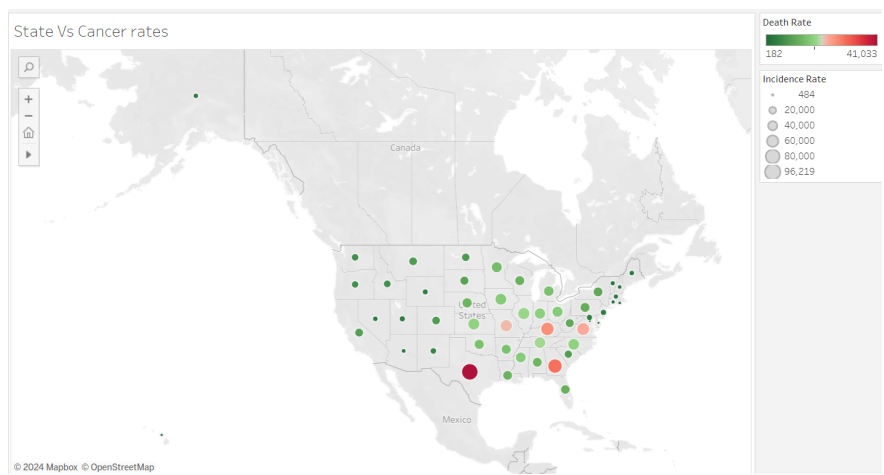 State Vs Cancer rates
Death Rate
182
41,033
Incidence Rate
484
20,000
40,000
60,000
80,000
96,219
Canada
United
States
Mexico
© 2024 Mapbox © OpenStreetMap